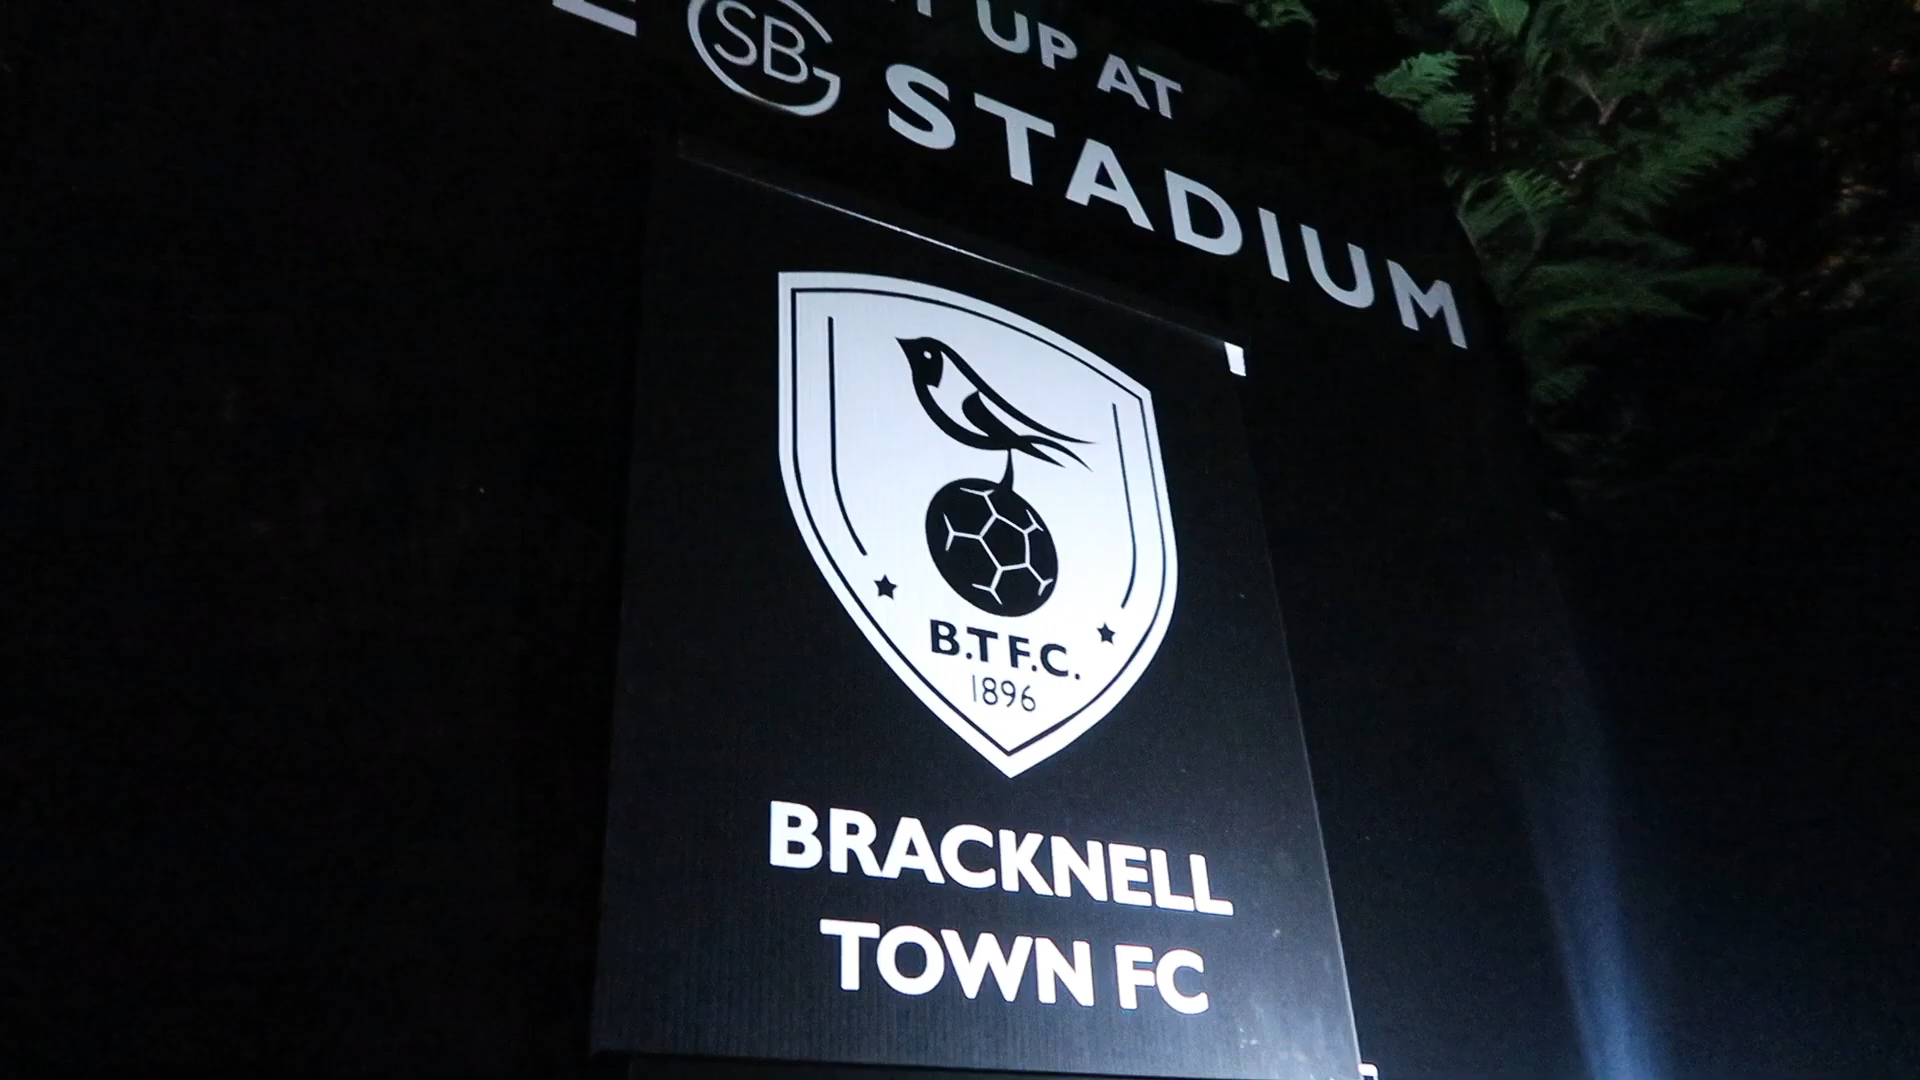 UP AT
SB STADIUM
B.T F.C.
1896
BRACKNELL
TOWN FC